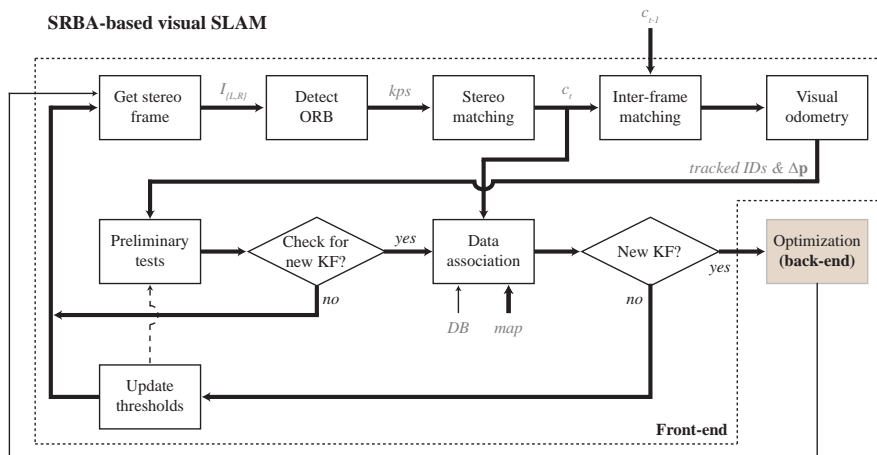 SRBA-based visual SLAM
c_{t-1}
Get stereo
frame
I_{{L,R}}
Detect
ORB
kps
Stereo
matching
c_t
Inter-frame
matching
Visual
odometry
tracked IDs & Δp
Preliminary
tests
Check for
new KF?
yes
no
Data
association
DB
map
New KF?
yes
no
Optimization
(back-end)
Update
thresholds
Front-end